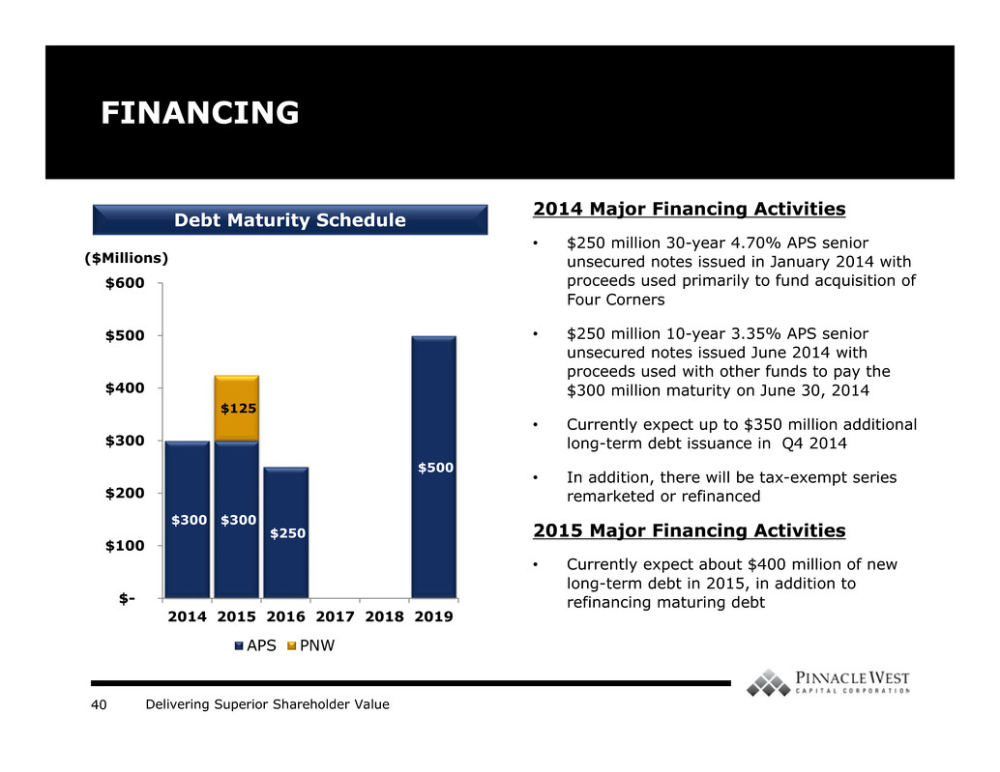 FINANCING
Debt Maturity Schedule
($Millions)
$600
$500
$400
$300
$200
$100
$-
$300
$300
$125
$250
$500
2014 2015 2016 2017 2018 2019
APS PNW
2014 Major Financing Activities
• $250 million 30-year 4.70% APS senior
unsecured notes issued in January 2014 with
proceeds used primarily to fund acquisition of
Four Corners
• $250 million 10-year 3.35% APS senior
unsecured notes issued June 2014 with
proceeds used with other funds to pay the
$300 million maturity on June 30, 2014
• Currently expect up to $350 million additional
long-term debt issuance in Q4 2014
• In addition, there will be tax-exempt series
remarketed or refinanced
2015 Major Financing Activities
• Currently expect about $400 million of new
long-term debt in 2015, in addition to
refinancing maturing debt
PINNACLE WEST
CAPITAL CORPORATION
40 Delivering Superior Shareholder Value